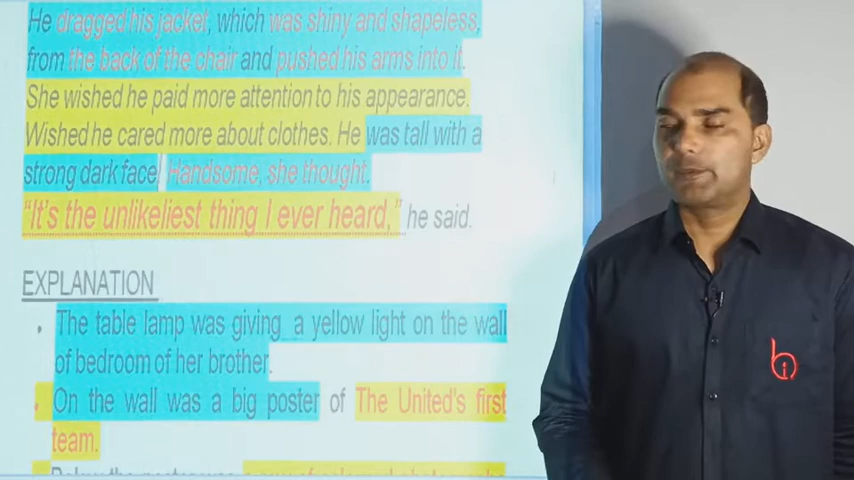 He dragged his jacket, which was shiny and shapeless,
from the back of the chair and pushed his arms into it.
She wished he paid more attention to his appearance.
Wished he cared more about clothes. He was tall with a
strong dark face. Handsome, she thought.
“It's the unlikeliest thing I ever heard,” he said.
EXPLANATION
• The table lamp was giving a yellow light on the wall
of bedroom of her brother.
• On the wall was a big poster of The United's first
team.